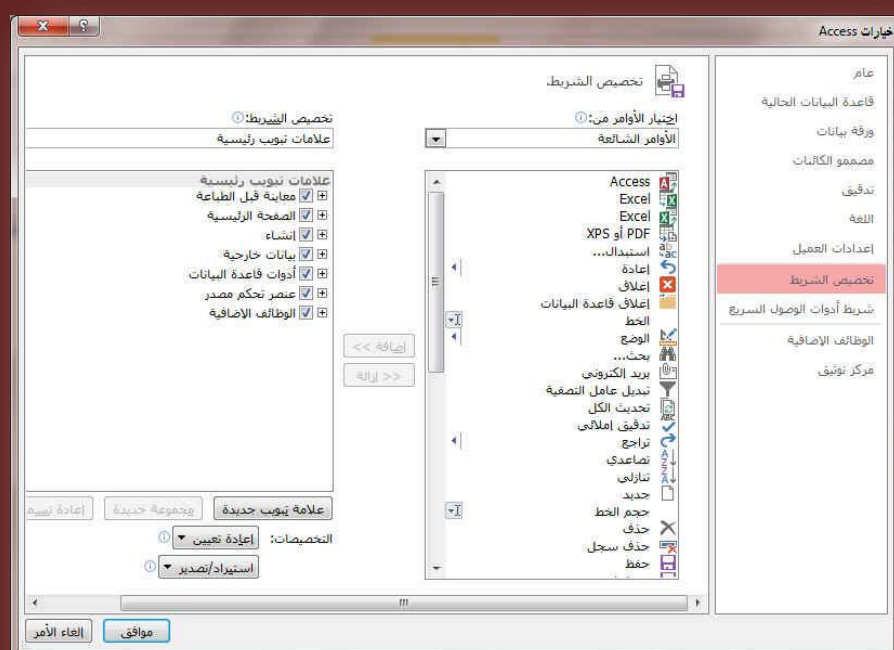 خيارات Access
عام
قاعدة البيانات الحالية
ورقة بيانات
مصممو الكائنات
تدقيق
اللغة
إعدادات العميل
تخصيص الشريط
شريط أدوات الوصول السريع
الوظائف الإضافية
مركز توثيق
تخصيص الشريط.
اختيار الأوامر من:
الأوامر الشائعة
Access
Excel
Excel
PDF أو XPS
استبدال...
إعادة
إغلاق
إغلاق قاعدة البيانات
الخط
الوضع
بحث...
بريد إلكتروني
تبديل عامل التصفية
تحديث الكل
تدقيق إملائي
تراجع
تصاعدي
تنازلي
جديد
حجم الخط
حذف
حذف سجل
حفظ
إضافة >>
<< إزالة
تخصيص الشريط:
علامات تبويب رئيسية
علامات تبويب رئيسية
معاينة قبل الطباعة
الصفحة الرئيسية
إنشاء
بيانات خارجية
أدوات قاعدة البيانات
عنصر تحكم مصدر
الوظائف الإضافية
علامة تبويب جديدة
مجموعة جديدة
إعادة
التخصيصات:
إعادة تعيين
استيراد/تصدير
موافق
إلغاء الأمر